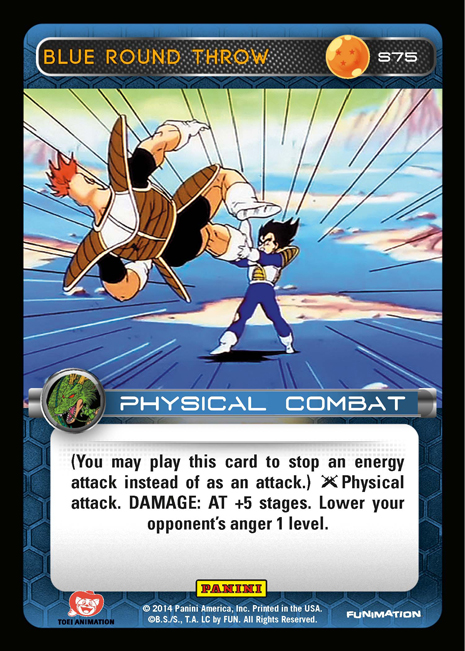 BLUE ROUND THROW
S75
PHYSICAL COMBAT
(You may play this card to stop an energy
attack instead of as an attack.) Physical
attack. DAMAGE: AT +5 stages. Lower your
opponent's anger 1 level.
PANINI
TOEI ANIMATION
© 2014 Panini America, Inc. Printed in the USA.
©B.S./S., T.A. LC by FUN. All Rights Reserved.
FUNIMATION